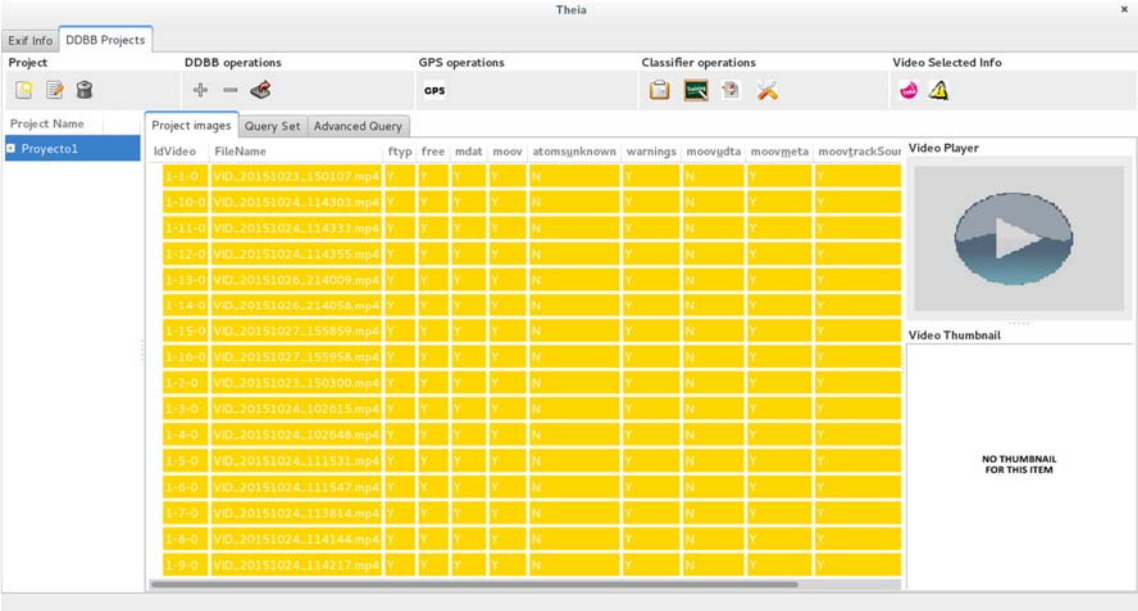 Theia
Exif Info DDBB Projects
Project DDBB operations GPS operations Classifier operations Video Selected Info
GPS
Project Name Project images Query Set Advanced Query
Proyecto1 IdVideo FileName ftyp free mdat moov atomsunknown warnings moovudta moovmeta moovtrackSour Video Player
1-1-0 VID_20151023_150107.mp4 Y Y Y Y N Y N Y Y
1-10-0 VID_20151024_114303.mp4 Y Y Y Y N Y N Y Y
1-11-0 VID_20151024_114333.mp4 Y Y Y Y N Y N Y Y
1-12-0 VID_20151024_114355.mp4 Y Y Y Y N Y N Y Y
1-13-0 VID_20151026_214009.mp4 Y Y Y Y N Y N Y Y
1-14-0 VID_20151026_214058.mp4 Y Y Y Y N Y N Y Y
1-15-0 VID_20151027_155859.mp4 Y Y Y Y N Y N Y Y
Video Thumbnail
1-16-0 VID_20151027_155958.mp4 Y Y Y Y N Y N Y Y
1-2-0 VID_20151023_150300.mp4 Y Y Y Y N Y N Y Y
1-3-0 VID_20151024_102615.mp4 Y Y Y Y N Y N Y Y
1-4-0 VID_20151024_102648.mp4 Y Y Y Y N Y N Y Y
1-5-0 VID_20151024_111531.mp4 Y Y Y Y N Y N Y Y
NO THUMBNAIL
FOR THIS ITEM
1-6-0 VID_20151024_111547.mp4 Y Y Y Y N Y N Y Y
1-7-0 VID_20151024_113814.mp4 Y Y Y Y N Y N Y Y
1-8-0 VID_20151024_114144.mp4 Y Y Y Y N Y N Y Y
1-9-0 VID_20151024_114217.mp4 Y Y Y Y N Y N Y Y